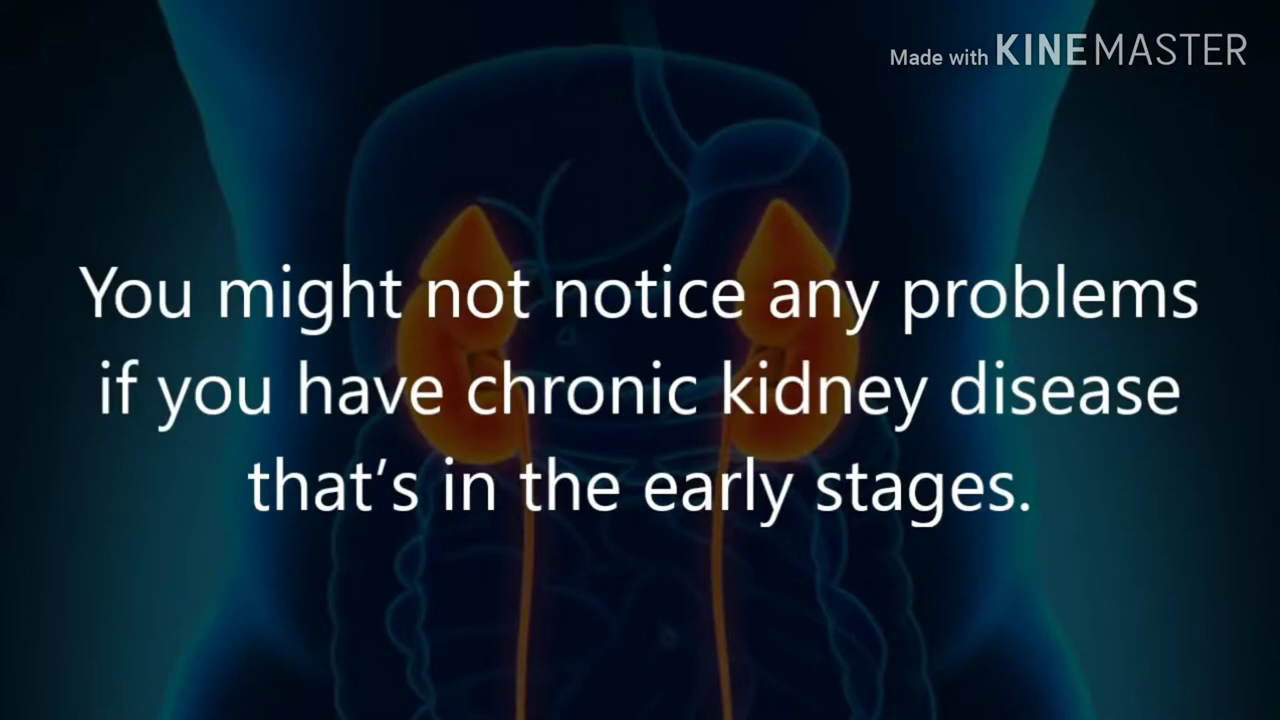 Made with KINEMASTER
You might not notice any problems
if you have chronic kidney disease
that's in the early stages.